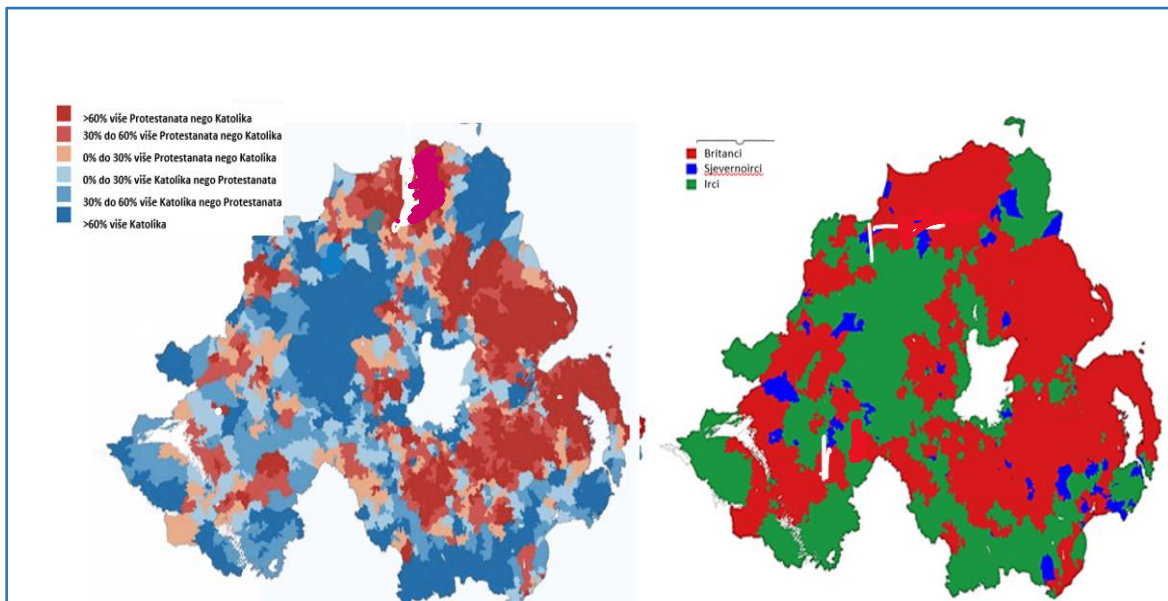 >60% više Protestanata nego Katolika
30% do 60% više Protestanata nego Katolika
0% do 30% više Protestanata nego Katolika
0% do 30% više Katolika nego Protestanata
30% do 60% više Katolika nego Protestanata
>60% više Katolika
Britanci
Sjevernoirci
Irci